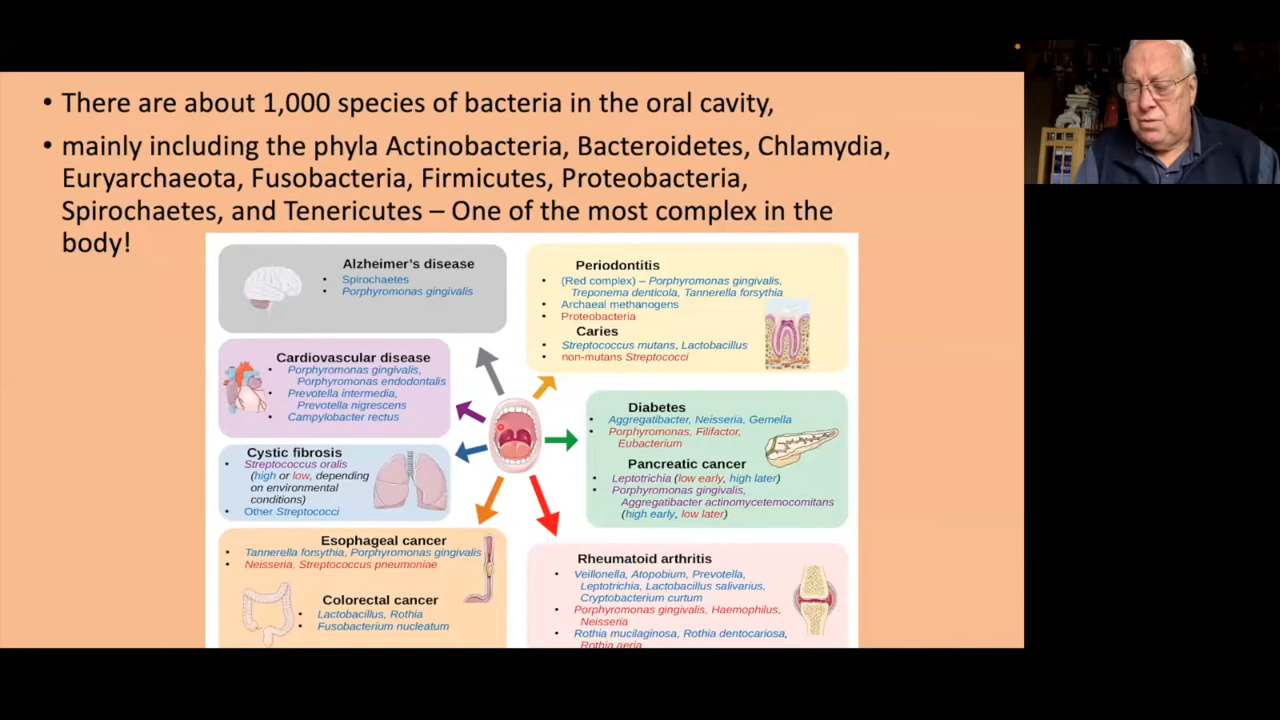 • There are about 1,000 species of bacteria in the oral cavity,
• mainly including the phyla Actinobacteria, Bacteroidetes, Chlamydia,
Euryarchaeota, Fusobacteria, Firmicutes, Proteobacteria,
Spirochaetes, and Tenericutes – One of the most complex in the
body!
Alzheimer's disease
• Spirochaetes
• Porphyromonas gingivalis
Periodontitis
• (Red complex) – Porphyromonas gingivalis,
Treponema denticola, Tannerella forsythia
• Archaeal methanogens
• Proteobacteria
Caries
• Streptococcus mutans, Lactobacillus
• non-mutans Streptococci
Cardiovascular disease
• Porphyromonas gingivalis,
Porphyromonas endodontalis
• Prevotella intermedia,
Prevotella nigrescens
• Campylobacter rectus
Diabetes
• Aggregatibacter, Neisseria, Gemella
• Porphyromonas, Filifactor,
Eubacterium
Pancreatic cancer
• Leptotrichia (low early, high later)
• Porphyromonas gingivalis,
Aggregatibacter actinomycetemocomitans
(high early, low later)
Cystic fibrosis
• Streptococcus oralis
(high or low, depending
on environmental
conditions)
• Other Streptococci
Esophageal cancer
• Tannerella forsythia, Porphyromonas gingivalis
• Neisseria, Streptococcus pneumoniae
Colorectal cancer
• Lactobacillus, Rothia
• Fusobacterium nucleatum
Rheumatoid arthritis
• Veillonella, Atopobium, Prevotella,
Leptotrichia, Lactobacillus salivarius,
Cryptobacterium curtum
• Porphyromonas gingivalis, Haemophilus,
Neisseria
• Rothia mucilaginosa, Rothia dentocariosa,
Rothia aeria